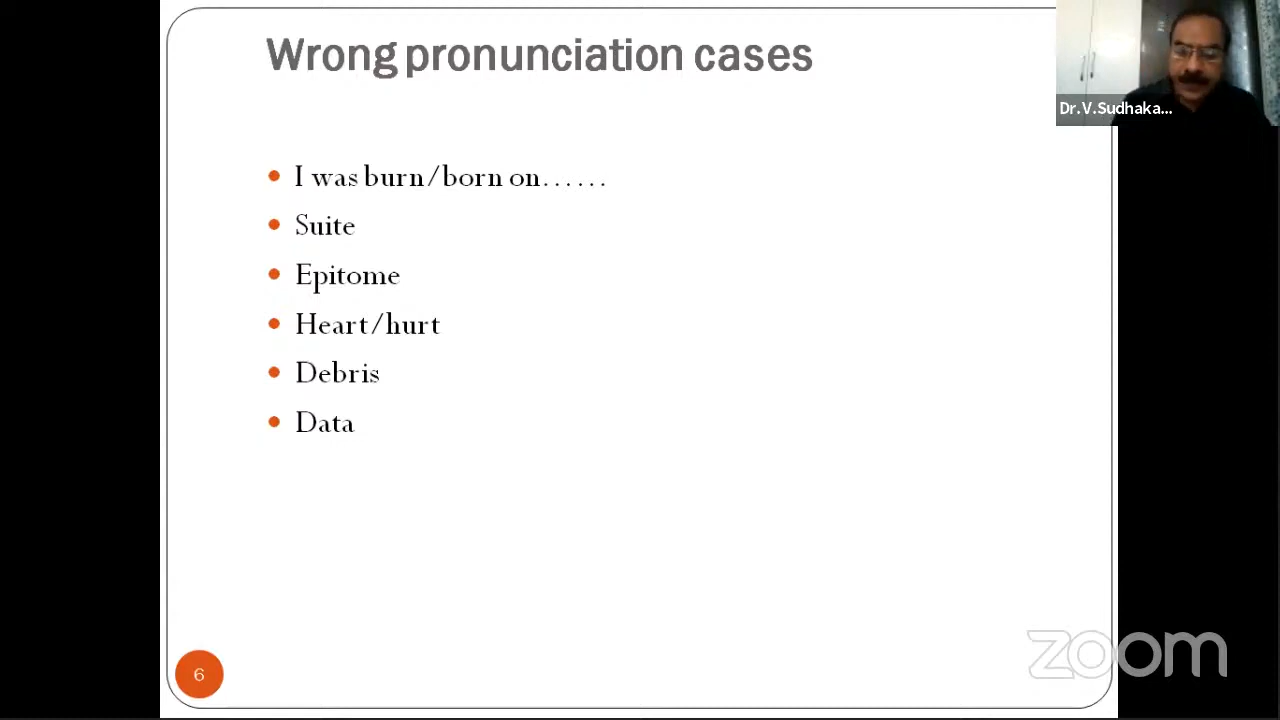 Wrong pronunciation cases
Dr.V.Sudhaka...
I was burn/born on......
Suite
Epitome
Heart/hurt
Debris
Data
6
zoom